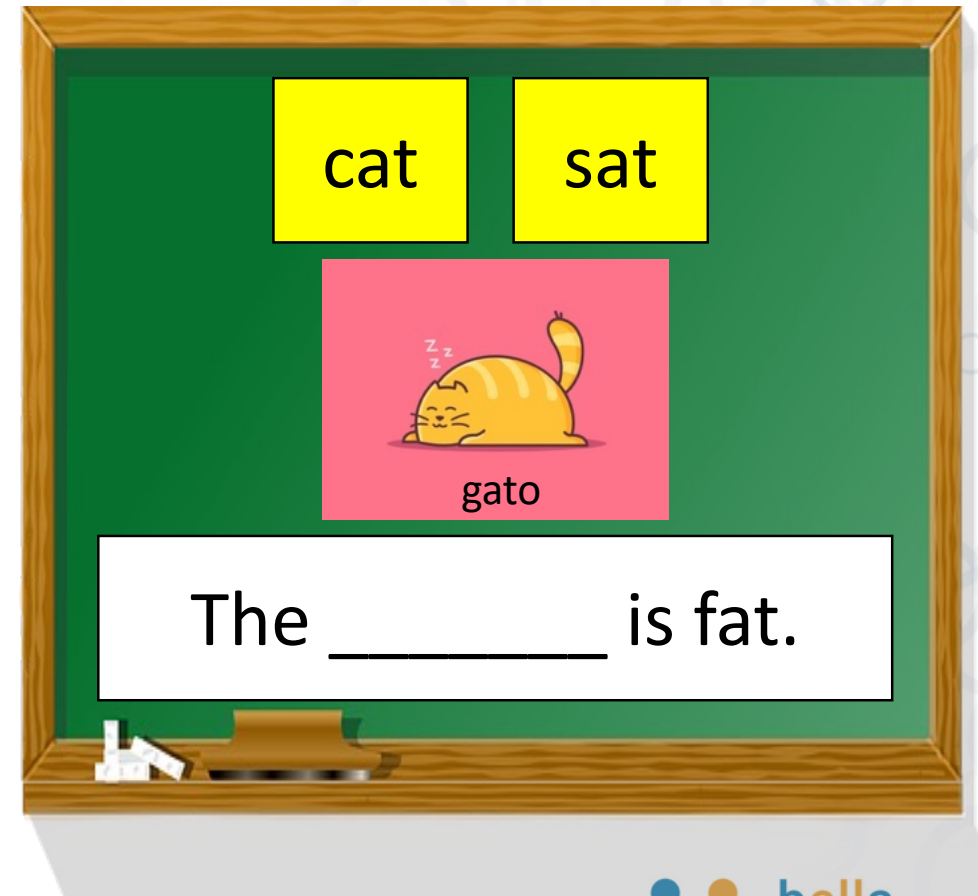 cat sat
z z
z
gato
The _______ is fat.